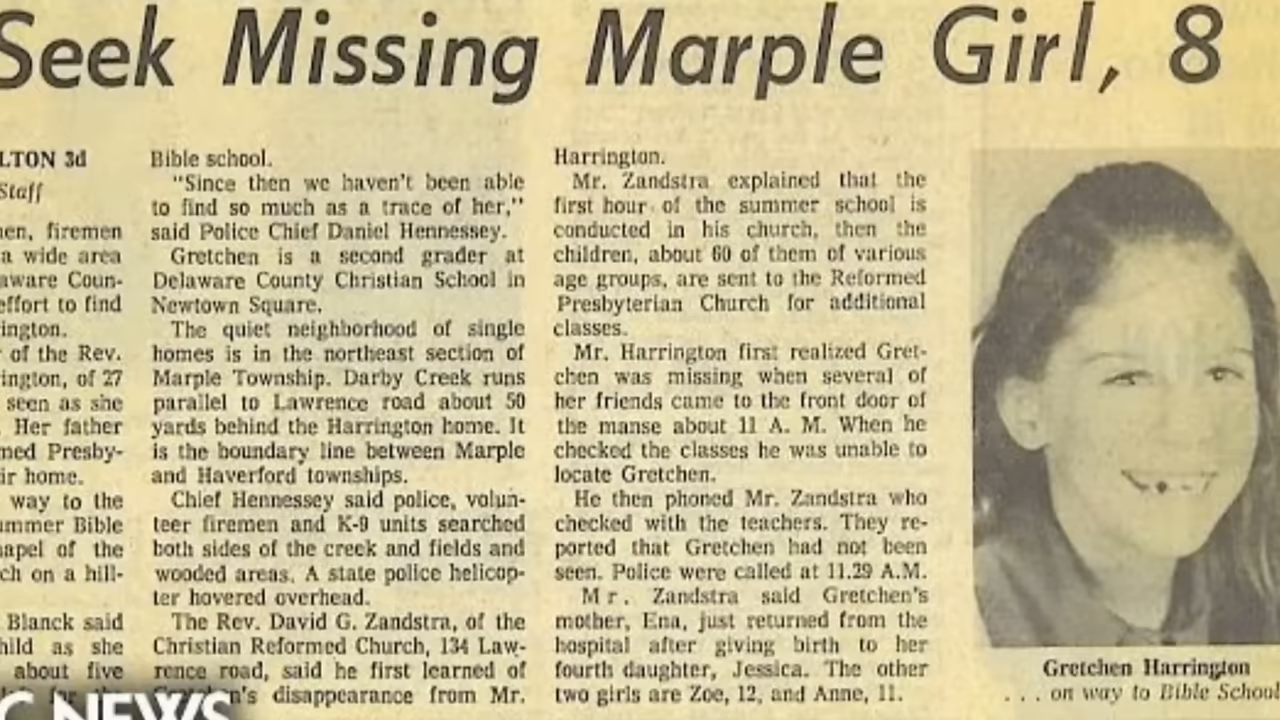 Seek Missing Marple Girl, 8
LTON 3d
Staff
en, firemen
a wide area
aware Coun-
effort to find
ington.
of the Rev.
ington, of 27
seen as she
Her father
med Presby-
ir home.
way to the
ummer Bible
hapel of the
ch on a hill-
Blanck said
hild as she
about five
Bible school.
"Since then we haven't been able
to find so much as a trace of her,"
said Police Chief Daniel Hennessey.
Gretchen is a second grader at
Delaware County Christian School in
Newtown Square.
The quiet neighborhood of single
homes is in the northeast section of
Marple Township. Darby Creek runs
parallel to Lawrence road about 50
yards behind the Harrington home. It
is the boundary line between Marple
and Haverford townships.
Chief Hennessey said police, volun-
teer firemen and K-9 units searched
both sides of the creek and fields and
wooded areas. A state police helicop-
ter hovered overhead.
The Rev. David G. Zandstra, of the
Christian Reformed Church, 134 Law-
rence road, said he first learned of
Gretchen's disappearance from Mr.
Harrington.
Mr. Zandstra explained that the
first hour of the summer school is
conducted in his church, then the
children, about 60 of them of various
age groups, are sent to the Reformed
Presbyterian Church for additional
classes.
Mr. Harrington first realized Gret-
chen was missing when several of
her friends came to the front door of
the manse about 11 A. M. When he
checked the classes he was unable to
locate Gretchen.
He then phoned Mr. Zandstra who
checked with the teachers. They re-
ported that Gretchen had not been
seen. Police were called at 11.29 A.M.
Mr. Zandstra said Gretchen's
mother, Ena, just returned from the
hospital after giving birth to her
fourth daughter, Jessica. The other
two girls are Zoe, 12, and Anne, 11.
Gretchen Harrington
. . . on way to Bible School
C NEWS